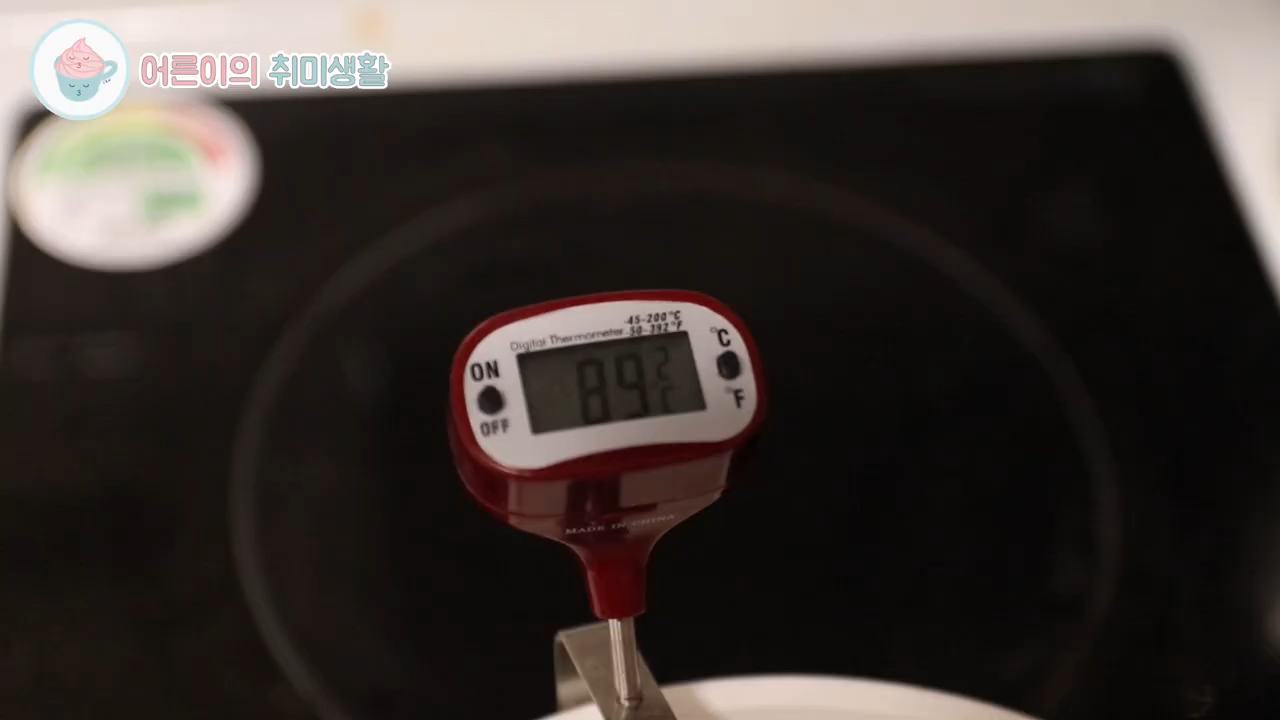 어른이의 취미생활
-45-200°C
Digital Thermometer -50-392°F
ON
OFF
89.2
°C
°C
°F
MADE IN CHINA